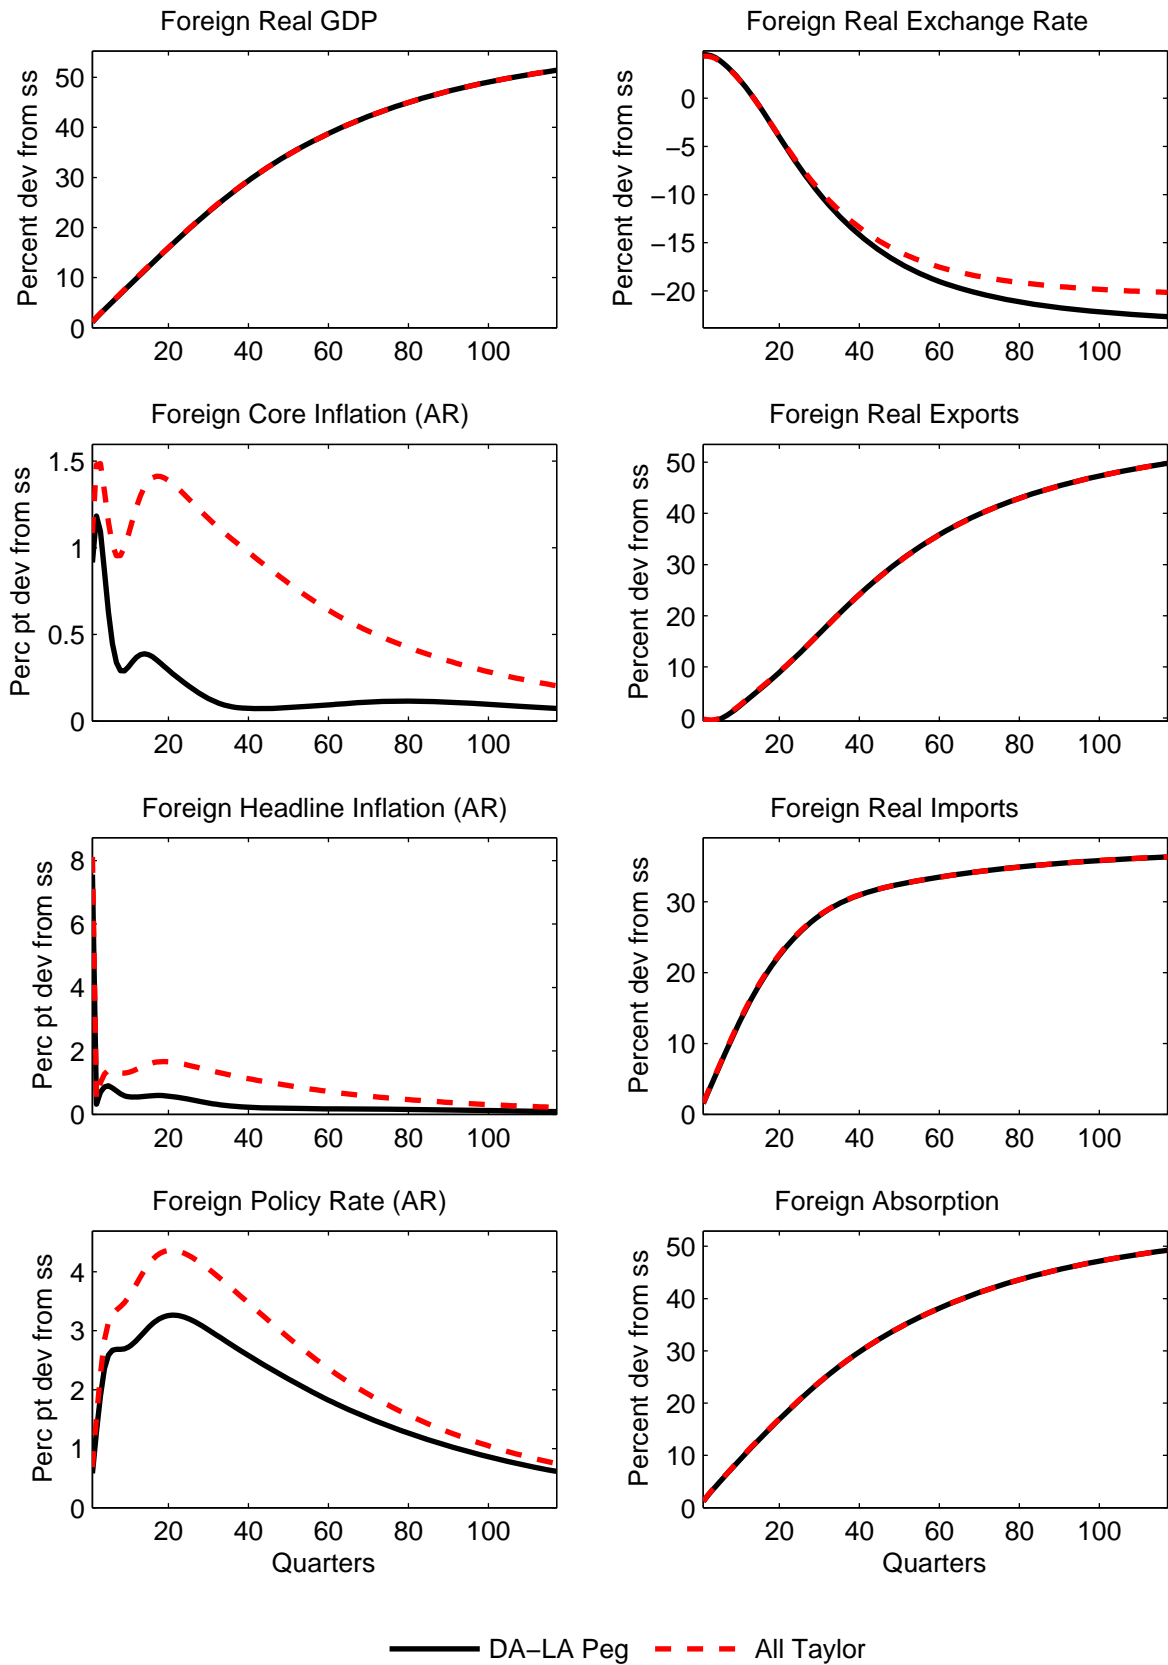 Foreign Real GDP
Percent dev from ss
50
40
30
20
10
0
20 40 60 80 100
Foreign Real Exchange Rate
Percent dev from ss
0
−5
−10
−15
−20
20 40 60 80 100
Foreign Core Inflation (AR)
Perc pt dev from ss
1.5
1
0.5
0
20 40 60 80 100
Foreign Real Exports
Percent dev from ss
50
40
30
20
10
0
20 40 60 80 100
Foreign Headline Inflation (AR)
Perc pt dev from ss
8
6
4
2
0
20 40 60 80 100
Foreign Real Imports
Percent dev from ss
30
20
10
0
20 40 60 80 100
Foreign Policy Rate (AR)
Perc pt dev from ss
4
3
2
1
0
20 40 60 80 100
Quarters
Foreign Absorption
Percent dev from ss
50
40
30
20
10
0
20 40 60 80 100
Quarters
DA−LA Peg All Taylor